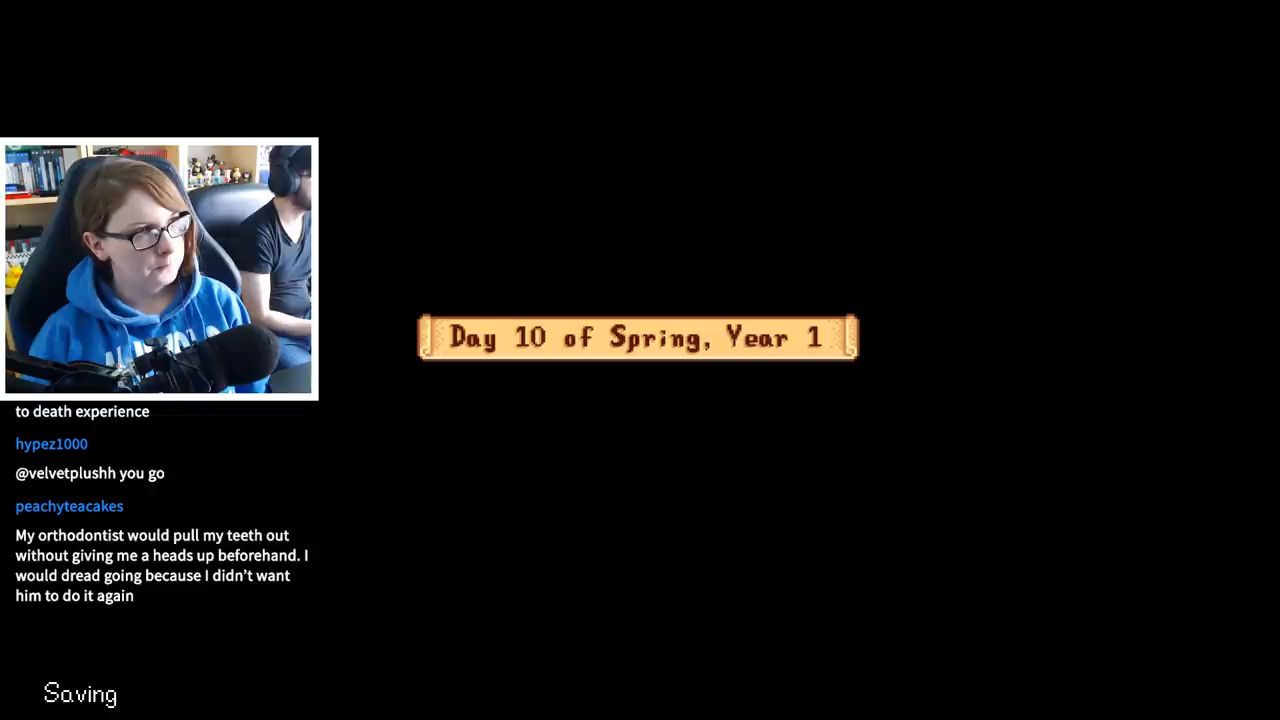 Day 10 of Spring, Year 1
to death experience
hypez1000
@velvetplushh you go
peachyteacakes
My orthodontist would pull my teeth out
without giving me a heads up beforehand. I
would dread going because I didn't want
him to do it again
Saving